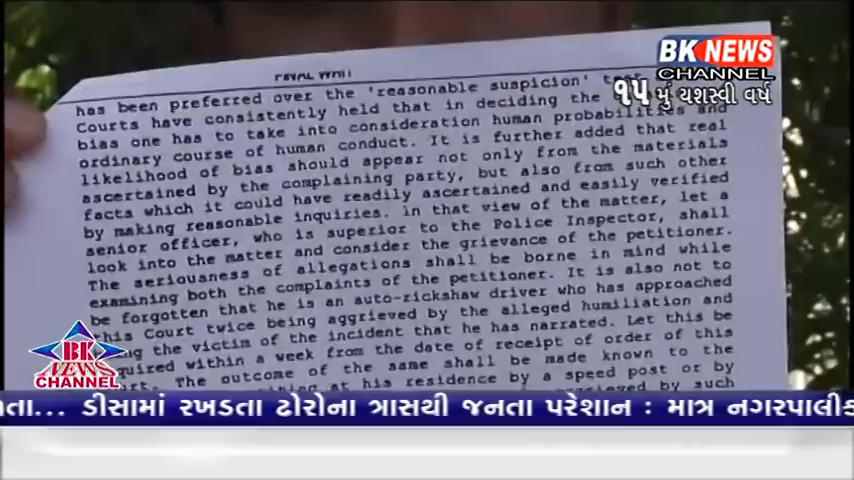 FINAL WRIT
has been preferred over the 'reasonable suspicion' test
Courts have consistently held that in deciding the
bias one has to take into consideration human probabilities and
ordinary course of human conduct. It is further added that real
likelihood of bias should appear not only from the materials
ascertained by the complaining party, but also from such other
facts which it could have readily ascertained and easily verified
by making reasonable inquiries. In that view of the matter, let a
senior officer, who is superior to the Police Inspector, shall
look into the matter and consider the grievance of the petitioner.
The seriousness of allegations shall be borne in mind while
examining both the complaints of the petitioner. It is also not to
be forgotten that he is an auto-rickshaw driver who has approached
this Court twice being aggrieved by the alleged humiliation and
the victim of the incident that he has narrated. Let this be
quired within a week from the date of receipt of order of this
The outcome of the same shall be made known to the
at his residence by a speed post or by
by such
BK NEWS
CHANNEL
૧૫ મું યશસ્વી વર્ષ
BK
NEWS
CHANNEL
તા... ડીસામાં રખડતા ઢોરોના ત્રાસથી જનતા પરેશાન : માત્ર નગરપાલીક